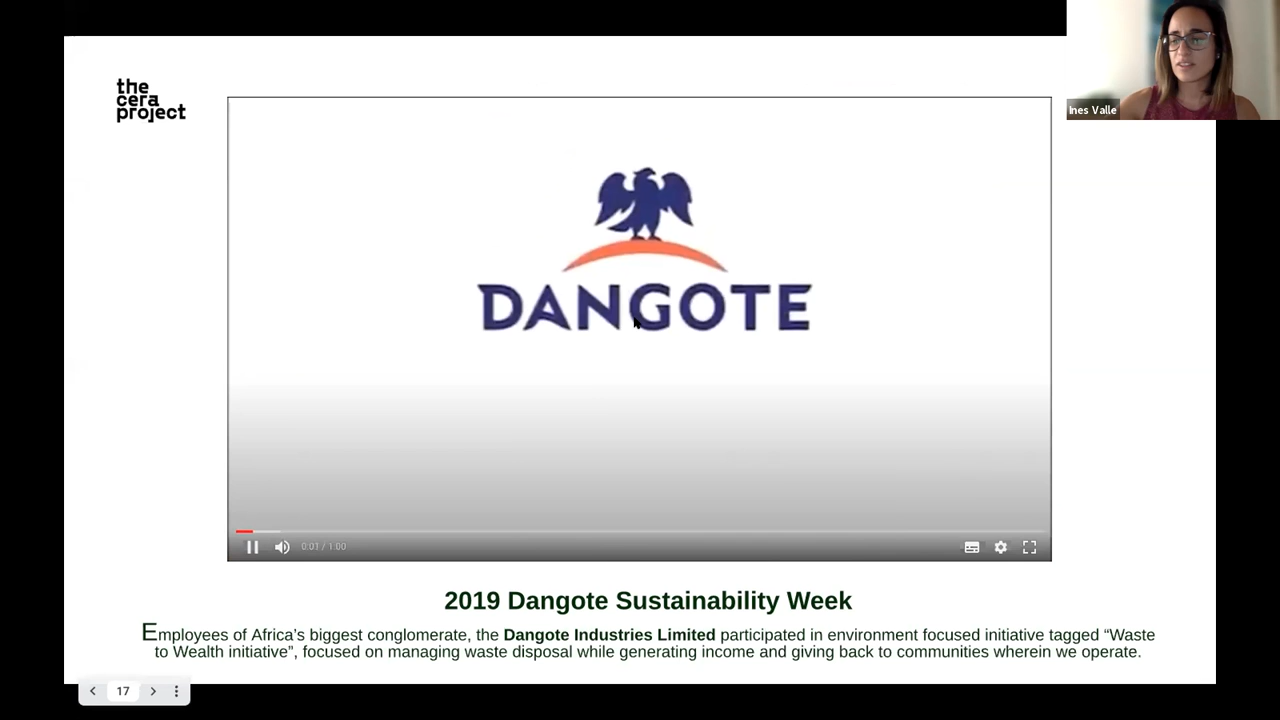 the
cera
project
Ines Valle
DANGOTE
0:01 / 1:00
2019 Dangote Sustainability Week
Employees of Africa's biggest conglomerate, the Dangote Industries Limited participated in environment focused initiative tagged “Waste
to Wealth initiative”, focused on managing waste disposal while generating income and giving back to communities wherein we operate.
17